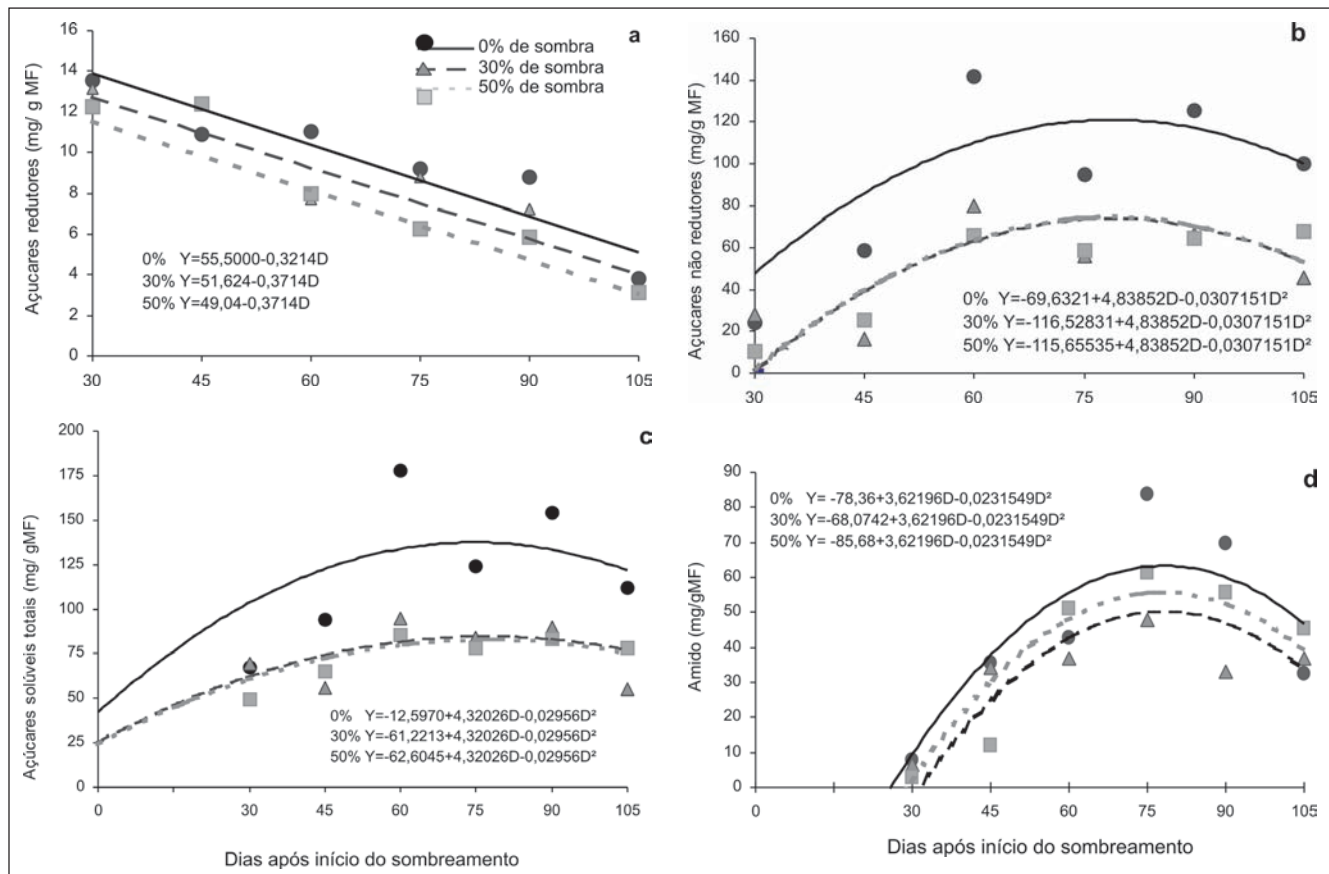 a
16
14
12
10
8
6
4
2
0
Açucares redutores (mg/ g MF)
0% de sombra
30% de sombra
50% de sombra
0% Y=55,5000-0,3214D
30% Y=51,624-0,3714D
50% Y=49,04-0,3714D
30 45 60 75 90 105
b
160
140
120
100
80
60
40
20
0
Açucares não redutores (mg/g MF)
0% Y=-69,6321+4,83852D-0,0307151D²
30% Y=-116,52831+4,83852D-0,0307151D²
50% Y=-115,65535+4,83852D-0,0307151D²
30 45 60 75 90 105
c
200
175
150
125
100
75
50
25
0
Açúcares solúveis totais (mg/ gMF)
0% Y=-12,5970+4,32026D-0,02956D²
30% Y=-61,2213+4,32026D-0,02956D²
50% Y=-62,6045+4,32026D-0,02956D²
0 30 45 60 75 90 105
Dias após início do sombreamento
d
90
80
70
60
50
40
30
20
10
0
Amido (mg/gMF)
0% Y= -78,36+3,62196D-0,0231549D²
30% Y=-68,0742+3,62196D-0,0231549D²
50% Y= -85,68+3,62196D-0,0231549D²
0 30 45 60 75 90 105
Dias após início do sombreamento